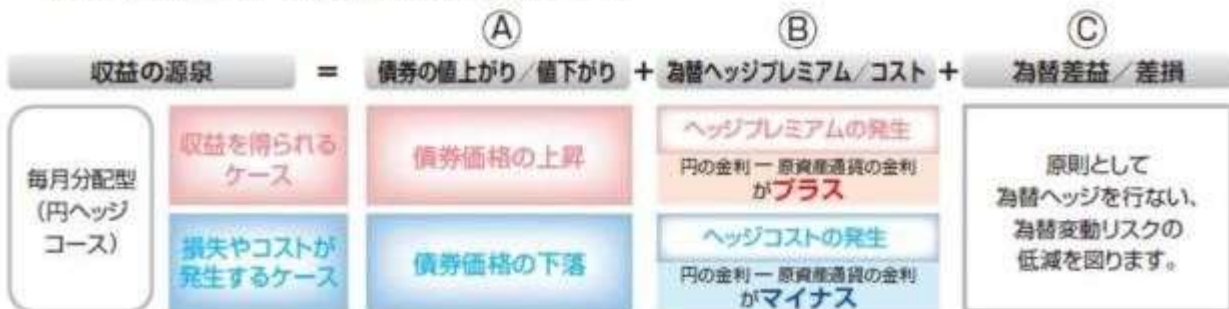 Ⓐ
Ⓑ
Ⓒ
収益の源泉 = 債券の値上がり/値下がり + 為替ヘッジプレミアム/コスト + 為替差益/差損
毎月分配型
(円ヘッジ
コース)
収益を得られる
ケース
債券価格の上昇
ヘッジプレミアムの発生
円の金利 ー 原資産通貨の金利
がプラス
損失やコストが
発生するケース
債券価格の下落
ヘッジコストの発生
円の金利 ー 原資産通貨の金利
がマイナス
原則として
為替ヘッジを行ない、
為替変動リスクの
低減を図ります。